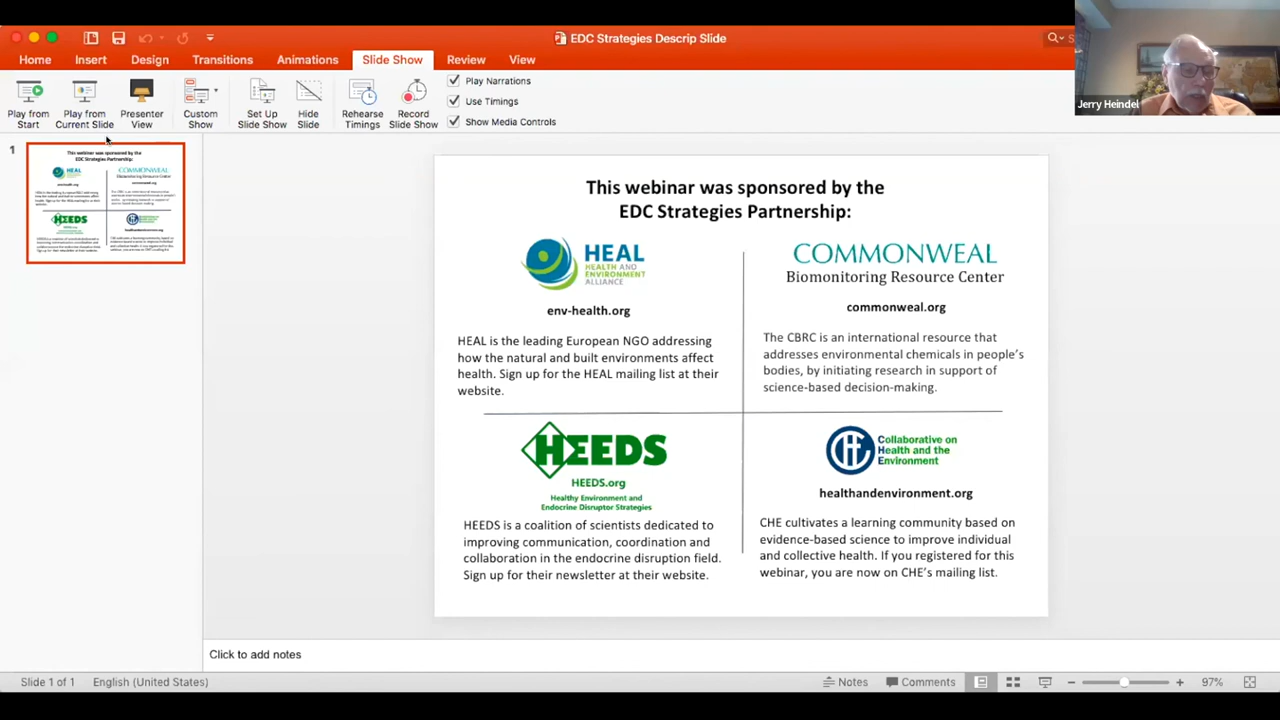 EDC Strategies Descrip Slide
Home Insert Design Transitions Animations Slide Show Review View
Play from Start
Play from Current Slide
Presenter View
Custom Show
Set Up Slide Show
Hide Slide
Rehearse Timings
Record Slide Show
Play Narrations
Use Timings
Show Media Controls
Jerry Heindel
1
This webinar was sponsored by the
EDC Strategies Partnership:
HEAL
HEALTH AND
ENVIRONMENT
ALLIANCE
env-health.org
HEAL is the leading European NGO addressing
how the natural and built environments affect
health. Sign up for the HEAL mailing list at their
website.
COMMONWEAL
Biomonitoring Resource Center
commonweal.org
The CBRC is an international resource that
addresses environmental chemicals in people's
bodies, by initiating research in support of
science-based decision-making.
HEEDS
HEEDS.org
Healthy Environment and
Endocrine Disruptor Strategies
HEEDS is a coalition of scientists dedicated to
improving communication, coordination and
collaboration in the endocrine disruption field.
Sign up for their newsletter at their website.
CHE
Collaborative on
Health and the
Environment
healthandenvironment.org
CHE cultivates a learning community based on
evidence-based science to improve individual
and collective health. If you registered for this
webinar, you are now on CHE's mailing list.
Click to add notes
Slide 1 of 1 English (United States) Notes Comments 97%